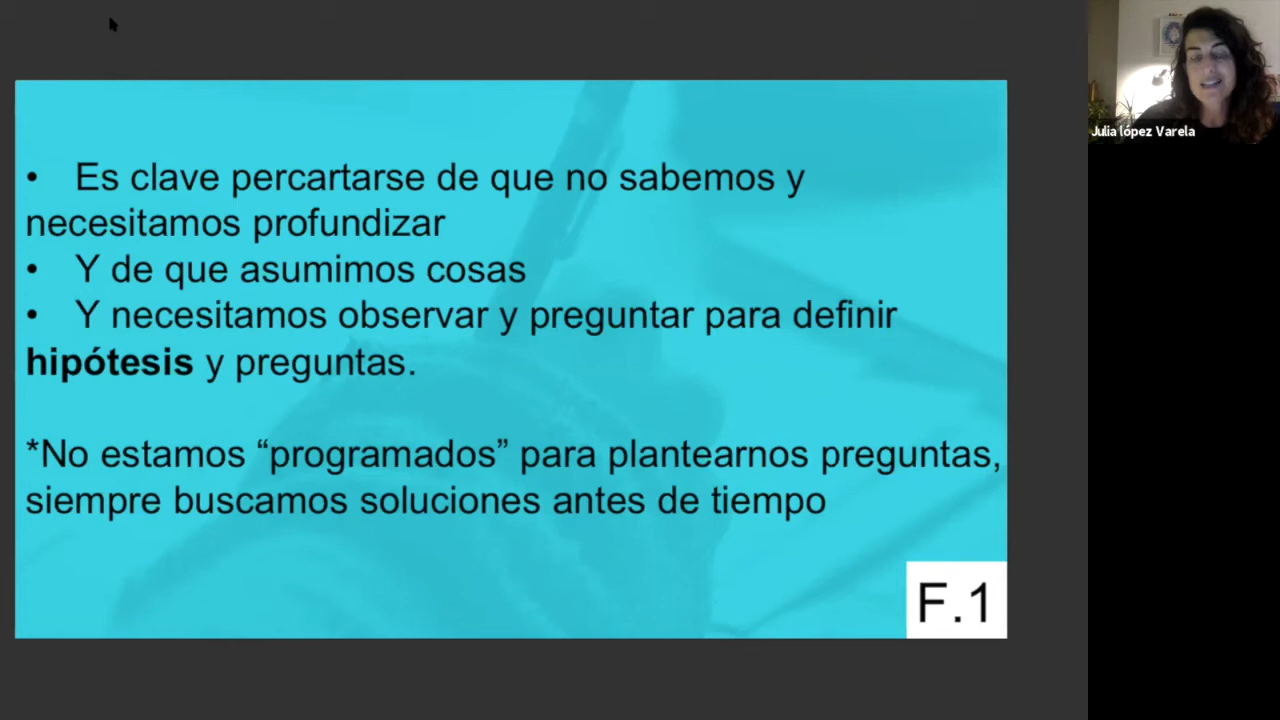 • Es clave percartarse de que no sabemos y
necesitamos profundizar
• Y de que asumimos cosas
• Y necesitamos observar y preguntar para definir
hipótesis y preguntas.
*No estamos “programados” para plantearnos preguntas,
siempre buscamos soluciones antes de tiempo
F.1
Julia lópez Varela